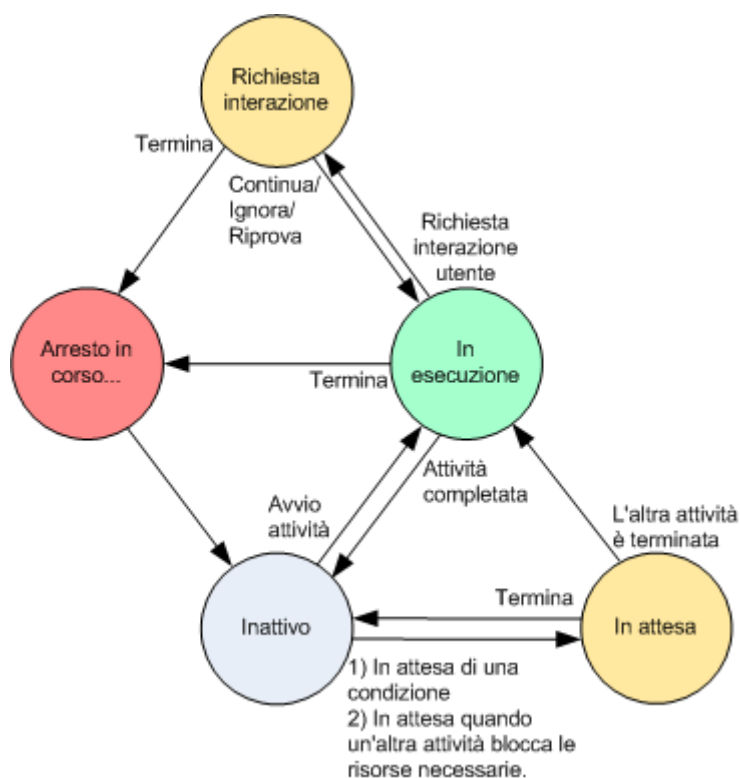 Richiesta
interazione
Termina
Continua/
Ignora/
Riprova
Richiesta
interazione
utente
Arresto in
corso...
In
esecuzione
Termina
Avvio
attività
Attività
completata
L'altra attività
è terminata
Inattivo
Termina
In attesa
1) In attesa di una
condizione
2) In attesa quando
un'altra attività blocca le
risorse necessarie.